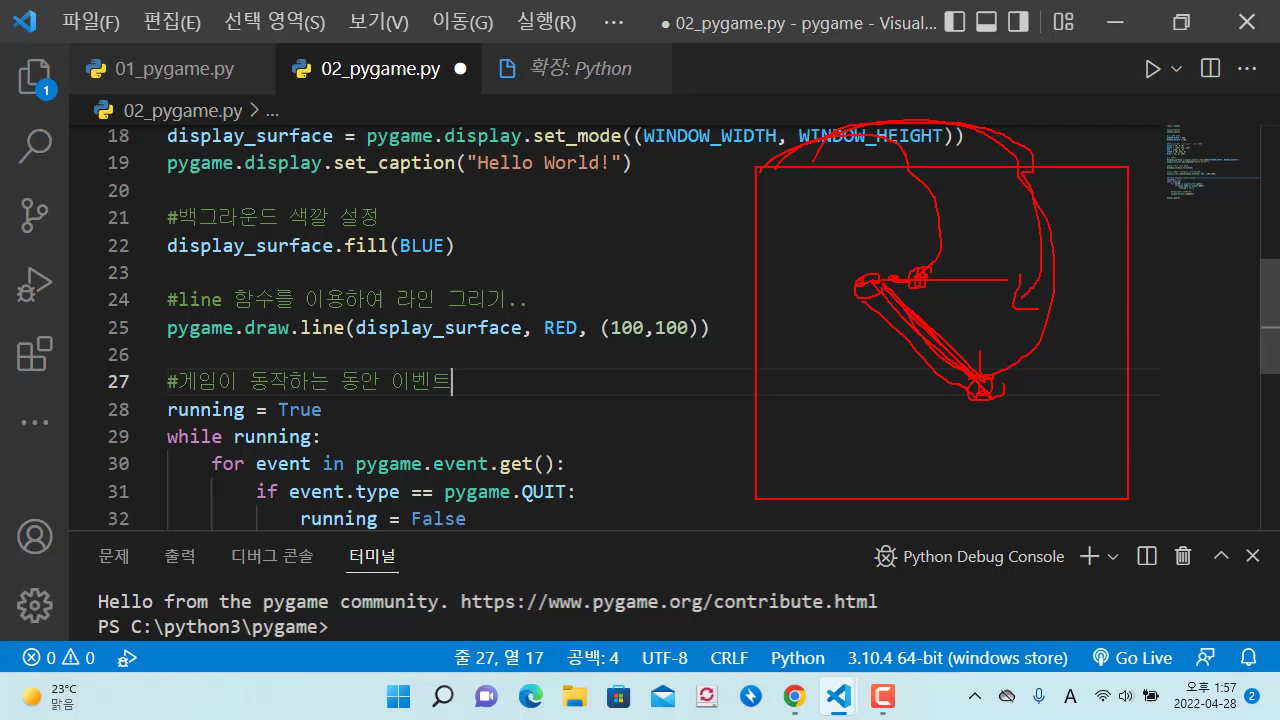 파일(F) 편집(E) 선택 영역(S) 보기(V) 이동(G) 실행(R) ··· ● 02_pygame.py - pygame - Visual...
01_pygame.py 02_pygame.py ● 확장: Python
02_pygame.py > ...
18 display_surface = pygame.display.set_mode((WINDOW_WIDTH, WINDOW_HEIGHT))
19 pygame.display.set_caption("Hello World!")
20
21 #백그라운드 색깔 설정
22 display_surface.fill(BLUE)
23
24 #line 함수를 이용하여 라인 그리기..
25 pygame.draw.line(display_surface, RED, (100,100))
26
27 #게임이 동작하는 동안 이벤트
28 running = True
29 while running:
30 for event in pygame.event.get():
31 if event.type == pygame.QUIT:
32 running = False
1
문제 출력 디버그 콘솔 터미널 Python Debug Console
Hello from the pygame community. https://www.pygame.org/contribute.html
PS C:\python3\pygame>
0 0 줄 27, 열 17 공백: 4 UTF-8 CRLF Python 3.10.4 64-bit (windows store) Go Live
23°C
맑음
A
오후 1:57
2022-04-28
2